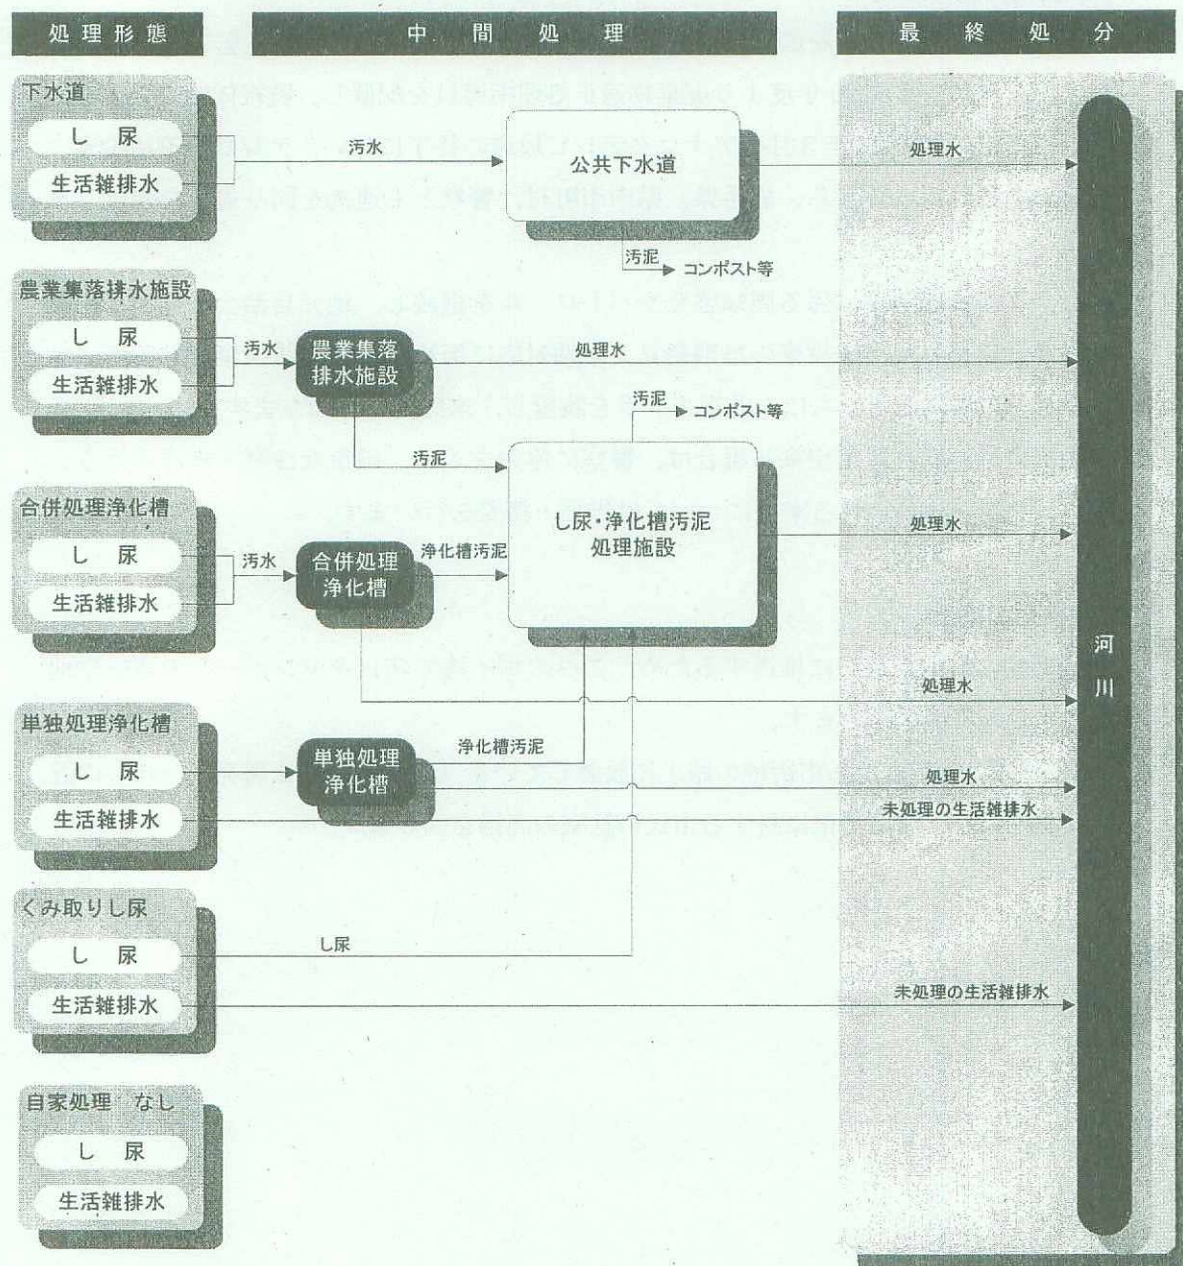 処理形態
中間処理
最終処分
下水道
し尿
生活雑排水
汚水
公共下水道
処理水
汚泥
コンポスト等
農業集落排水施設
し尿
生活雑排水
汚水
農業集落
排水施設
処理水
汚泥
コンポスト等
汚泥
し尿・浄化槽汚泥
処理施設
処理水
合併処理浄化槽
し尿
生活雑排水
汚水
合併処理
浄化槽
浄化槽汚泥
処理水
河川
単独処理浄化槽
し尿
生活雑排水
単独処理
浄化槽
浄化槽汚泥
処理水
未処理の生活雑排水
くみ取りし尿
し尿
生活雑排水
し尿
未処理の生活雑排水
自家処理 なし
し尿
生活雑排水